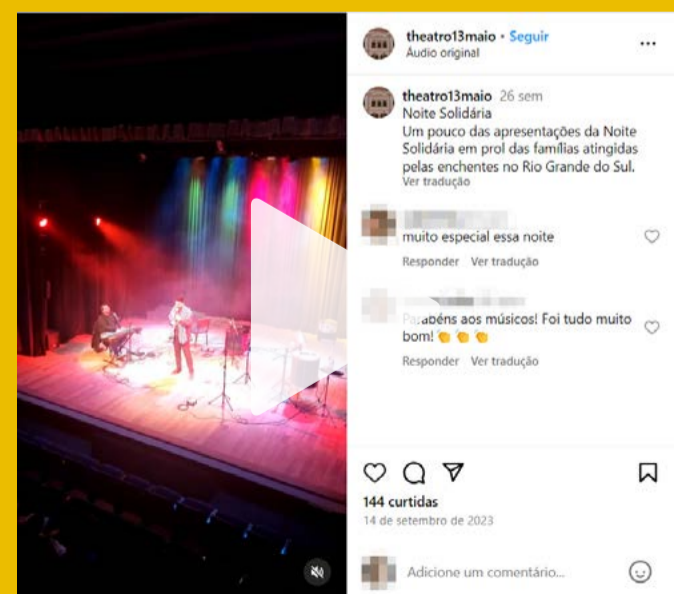 theatro13maio • Seguir
Áudio original
theatro13maio 26 sem
Noite Solidária
Um pouco das apresentações da Noite
Solidária em prol das famílias atingidas
pelas enchentes no Rio Grande do Sul.
Ver tradução
muito especial essa noite
Responder Ver tradução
Parabéns aos músicos! Foi tudo muito
bom! 👏 👏 👏
Responder Ver tradução
144 curtidas
14 de setembro de 2023
Adicione um comentário...